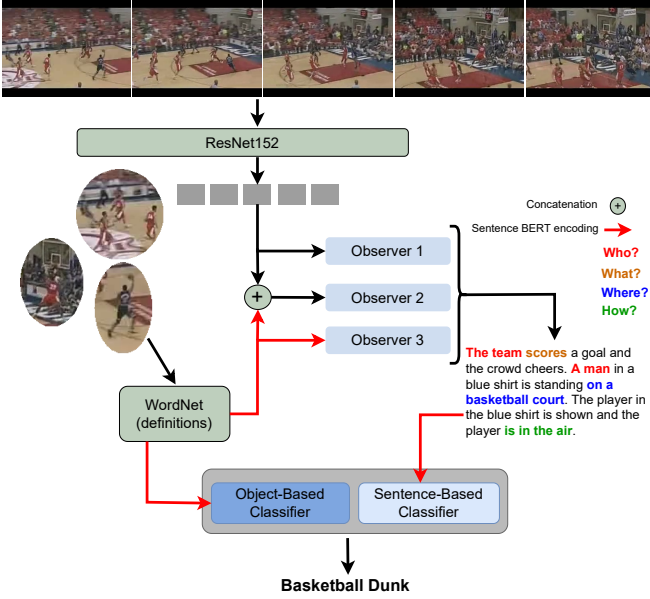 ResNet152
Concatenation
+
Sentence BERT encoding
Observer 1
Who?
What?
Where?
How?
+
Observer 2
Observer 3
The team scores a goal and
the crowd cheers. A man in a
blue shirt is standing on a
basketball court. The player in
the blue shirt is shown and the
player is in the air.
WordNet
(definitions)
Object-Based
Classifier
Sentence-Based
Classifier
Basketball Dunk